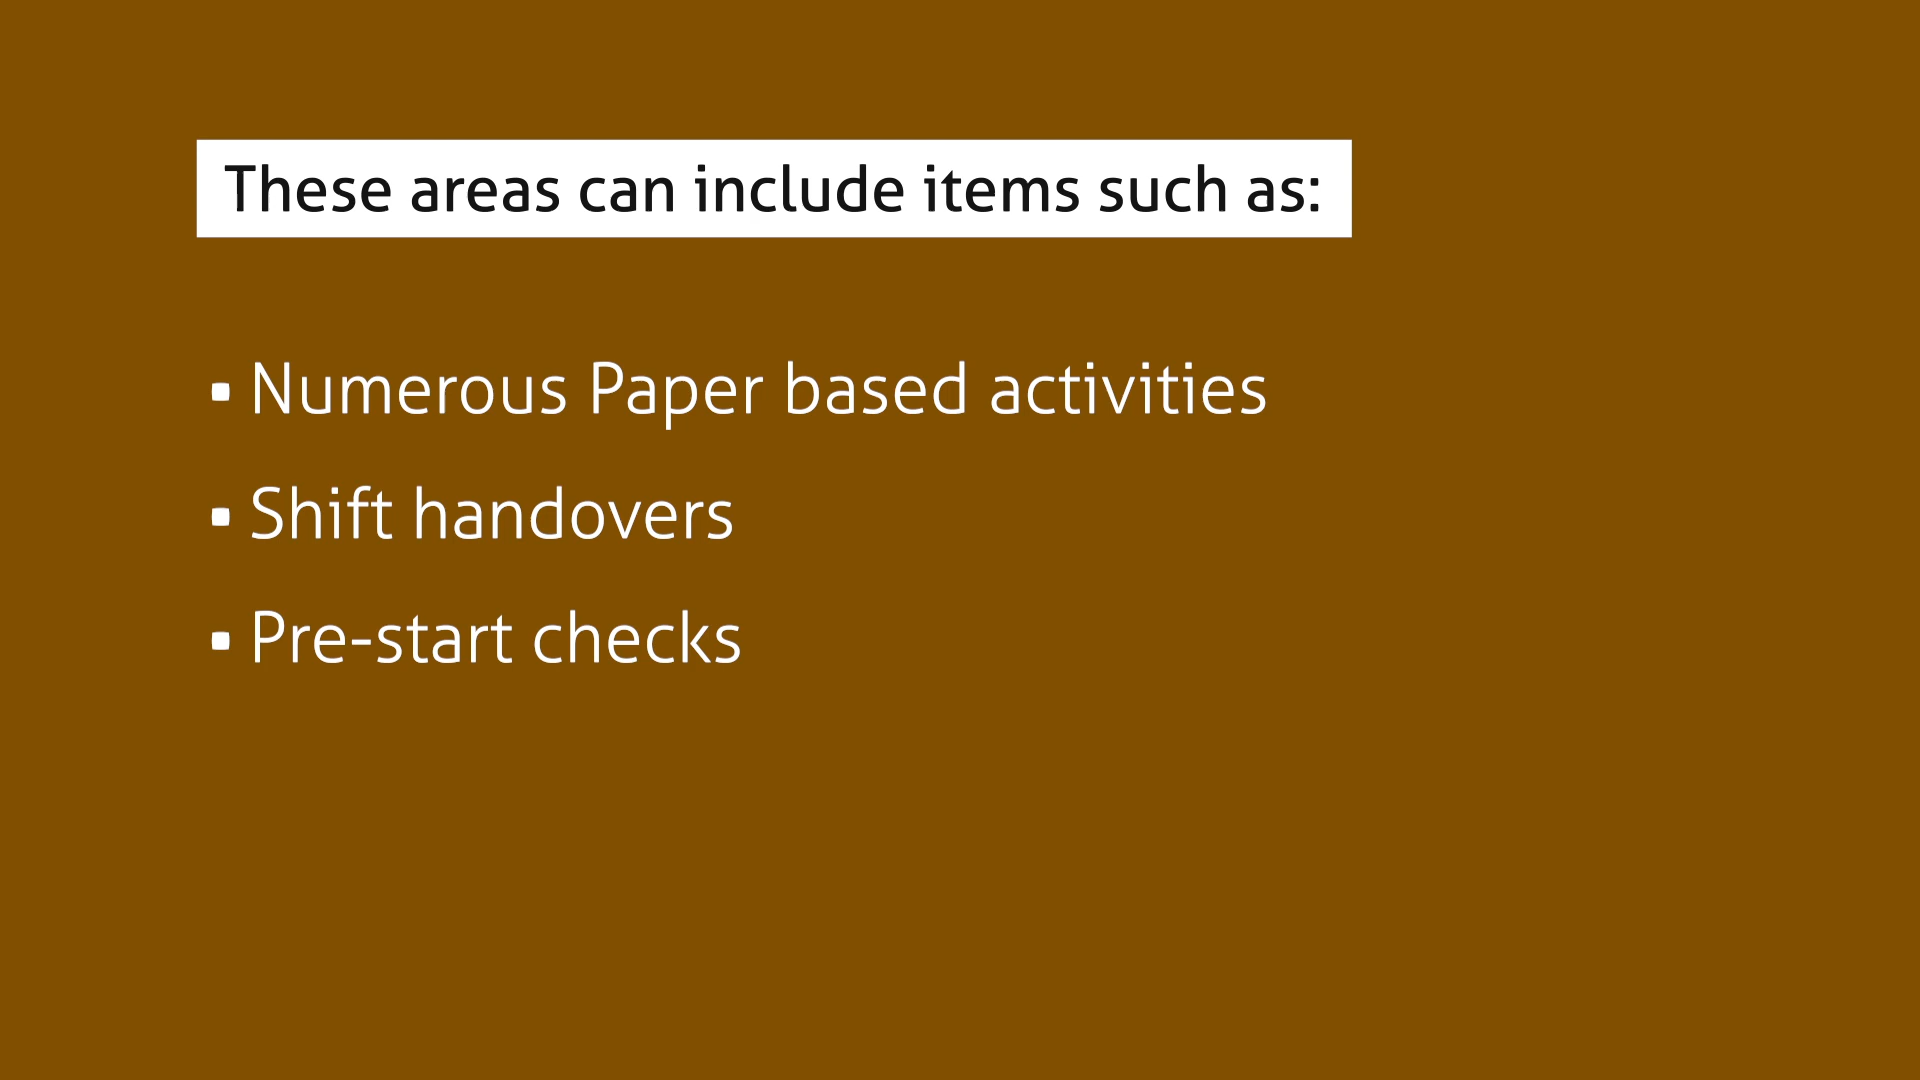 These areas can include items such as:
▪ Numerous Paper based activities
▪ Shift handovers
▪ Pre-start checks